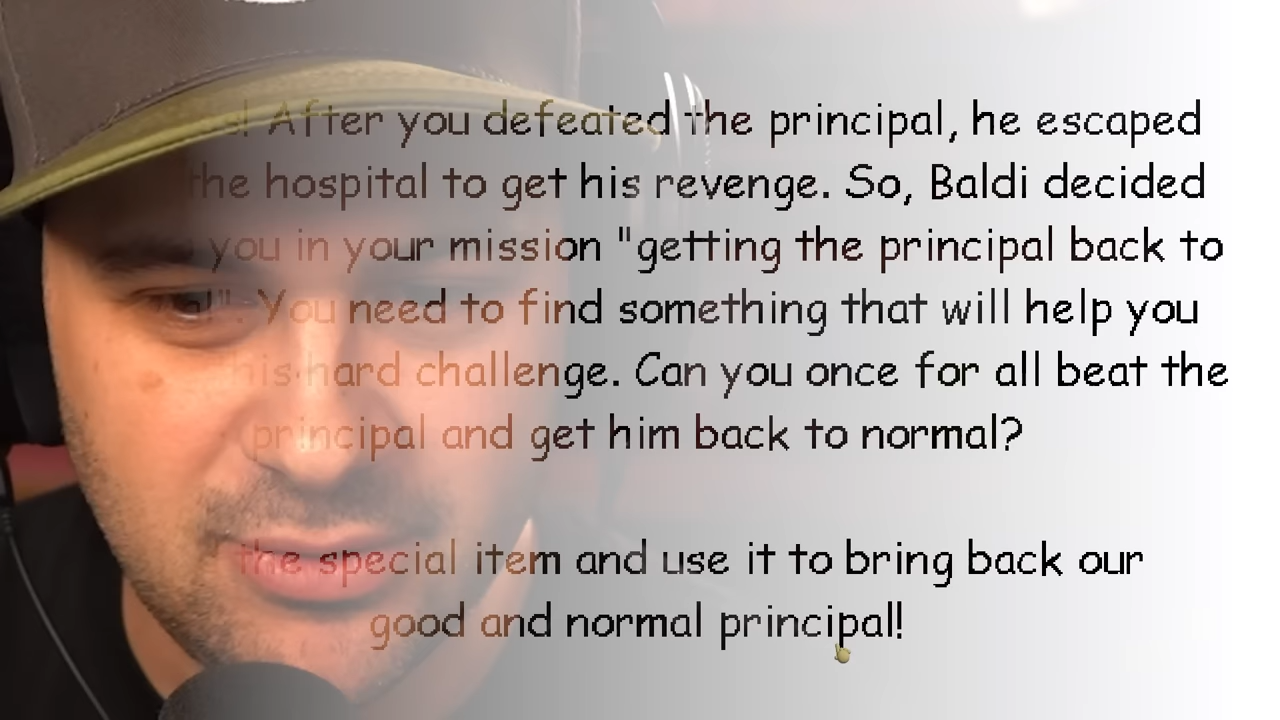 After you defeated the principal, he escaped
the hospital to get his revenge. So, Baldi decided
you in your mission "getting the principal back to
You need to find something that will help you
hard challenge. Can you once for all beat the
principal and get him back to normal?
the special item and use it to bring back our
good and normal principal!